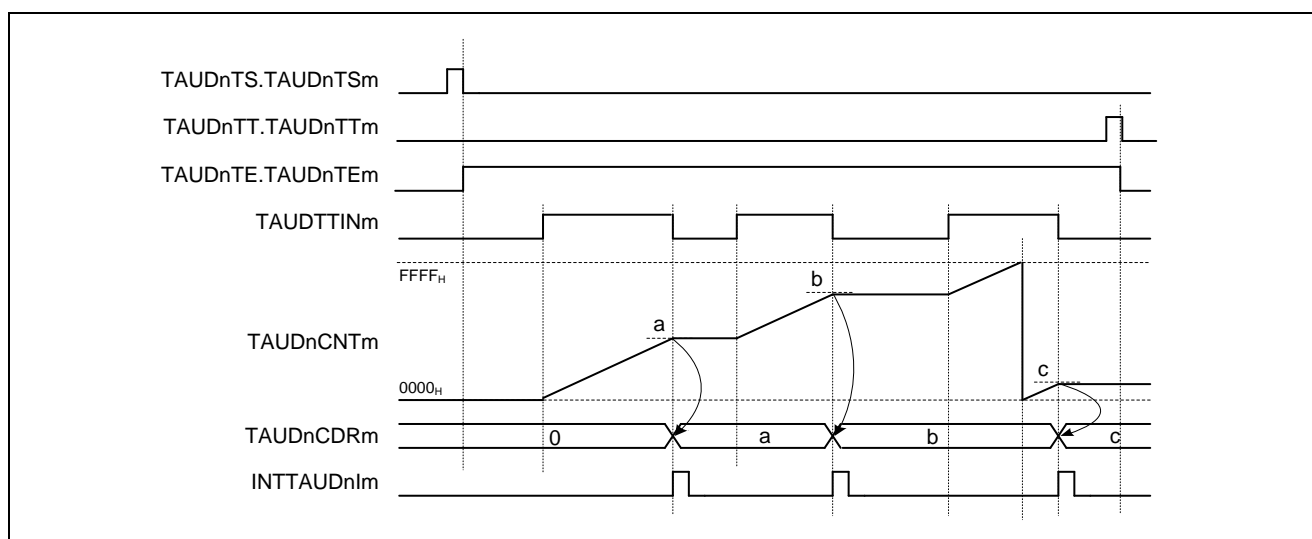 TAUDnTS.TAUDnTSm
TAUDnTT.TAUDnTTm
TAUDnTE.TAUDnTEm
TAUDTTINm
FFFFH
b
a
TAUDnCNTm
c
0000H
TAUDnCDRm 0 a b c
INTTAUDnIm